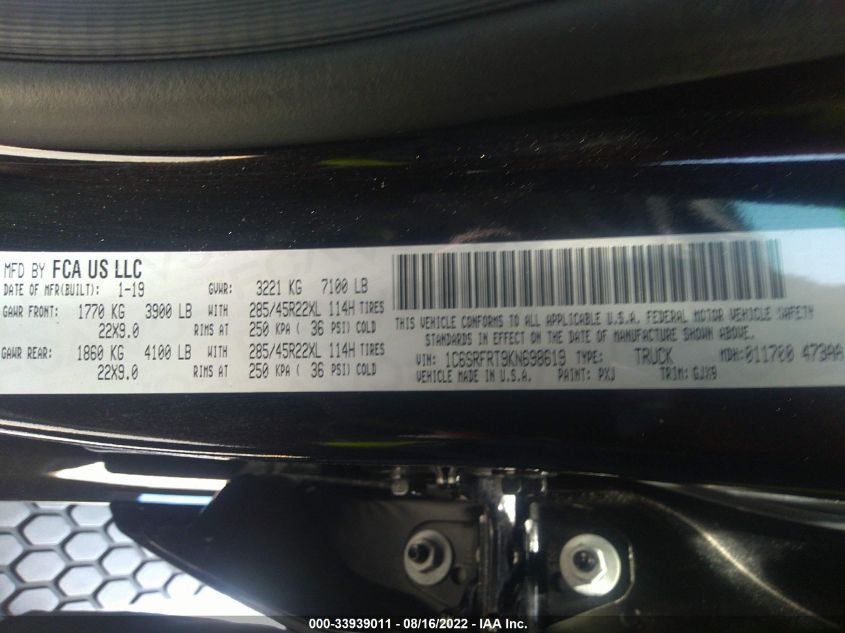 MFD BY FCA US LLC
DATE OF MFR(BUILT): 1-19 GVWR: 3221 KG 7100 LB
GAWR FRONT: 1770 KG 3900 LB WITH 285/45R22XL 114H TIRES
22X9.0 RIMS AT 250 KPA ( 36 PSI) COLD
GAWR REAR: 1860 KG 4100 LB WITH 285/45R22XL 114H TIRES
22X9.0 RIMS AT 250 KPA ( 36 PSI) COLD
THIS VEHICLE CONFORMS TO ALL APPLICABLE U.S.A. FEDERAL MOTOR VEHICLE SAFETY
STANDARDS IN EFFECT ON THE DATE OF MANUFACTURE SHOWN ABOVE.
VIN: 1C6SRFRT9KN698619 TYPE: TRUCK MDH: 011700 473AA
VEHICLE MADE IN U.S.A. PAINT: PXJ TRIM: GJX9
000-33939011 - 08/16/2022 - IAA Inc.